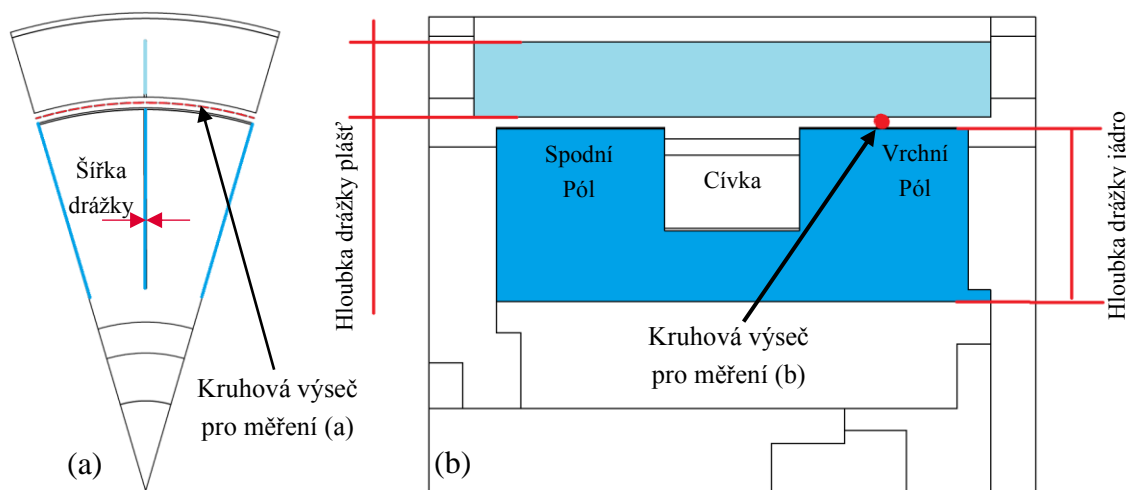 Šířka
drážky
Kruhová výseč
pro měření (a)
(a)
Hloubka drážky plášť
Spodní
Pól
Cívka
Vrchní
Pól
Hloubka drážky jádro
Kruhová výseč
pro měření (b)
(b)